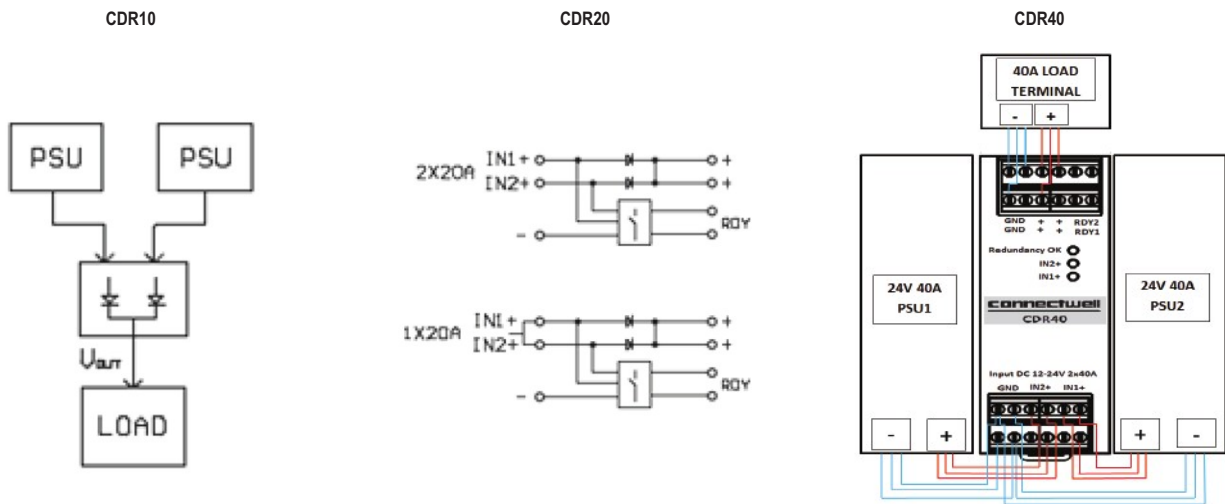 CDR10
CDR20
CDR40
PSU
PSU
VOUT
LOAD
2X20A
IN1+
IN2+
+
+
-
RDY
1X20A
IN1+
IN2+
+
+
-
RDY
40A LOAD
TERMINAL
- +
GND + + RDY2
GND + + RDY1
Redundancy OK
IN2+
IN1+
24V 40A
PSU1
24V 40A
PSU2
connectwell
CDR40
Input DC 12-24V 2x40A
GND IN2+ IN1+
- +
+ -